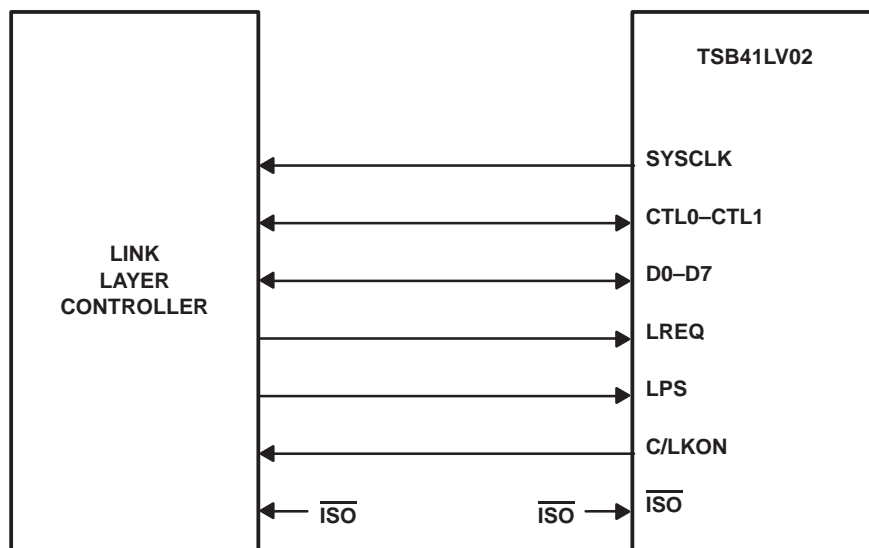 TSB41LV02
SYSCLK
CTL0–CTL1
LINK
LAYER
CONTROLLER
D0–D7
LREQ
LPS
C/LKON
ISO
ISO
ISO